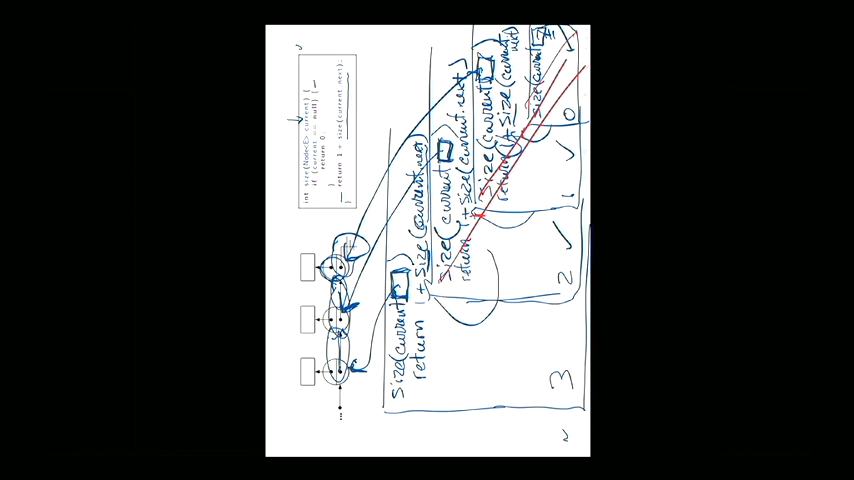 int size(Node<E> current) {
if (current == null) {
return 0
}
return 1 + size(current.next);
}
size(current )
return 1 + size(current.next)
size(current )
return 1 + size(current.next)
size(current )
return 1 + size(current next)
size(current
3
2
1
0